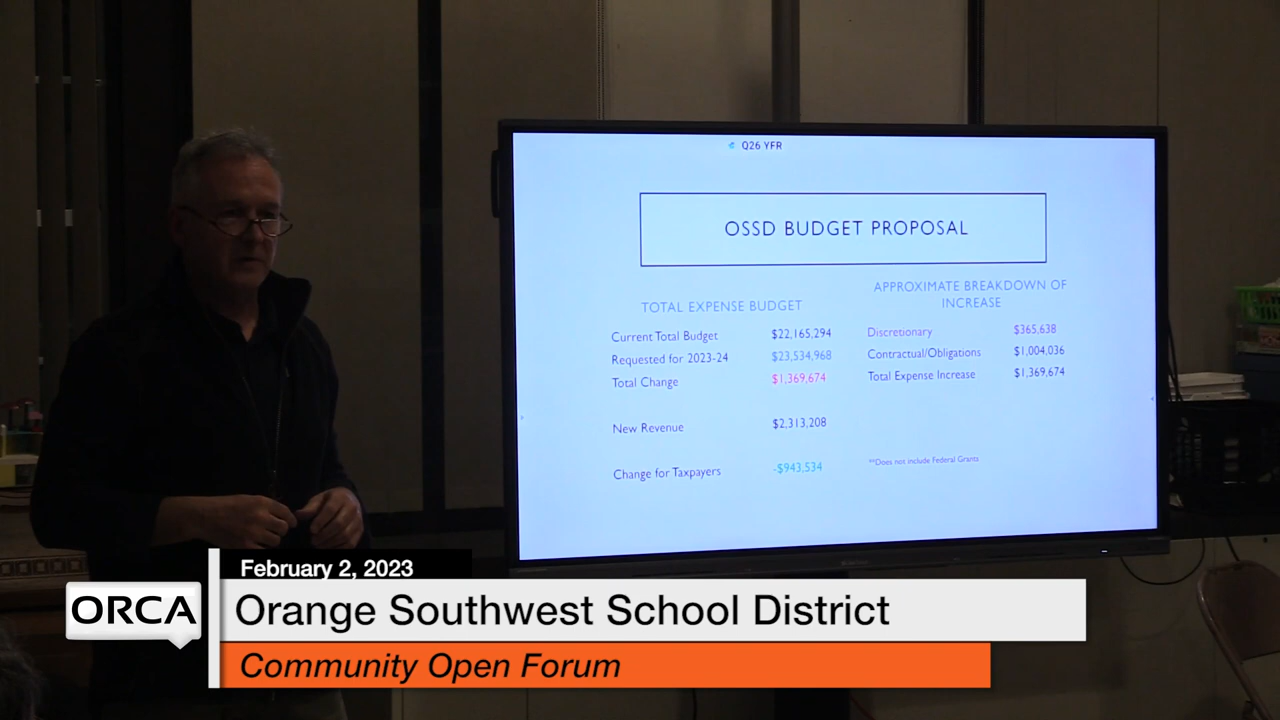 Q26 YFR
OSSD BUDGET PROPOSAL
TOTAL EXPENSE BUDGET
Current Total Budget $22,165,294
Requested for 2023-24 $23,534,968
Total Change $1,369,674
New Revenue $2,313,208
Change for Taxpayers -$943,534
APPROXIMATE BREAKDOWN OF
INCREASE
Discretionary $365,638
Contractual/Obligations $1,004,036
Total Expense Increase $1,369,674
**Does not include Federal Grants
February 2, 2023
ORCA
Orange Southwest School District
Community Open Forum